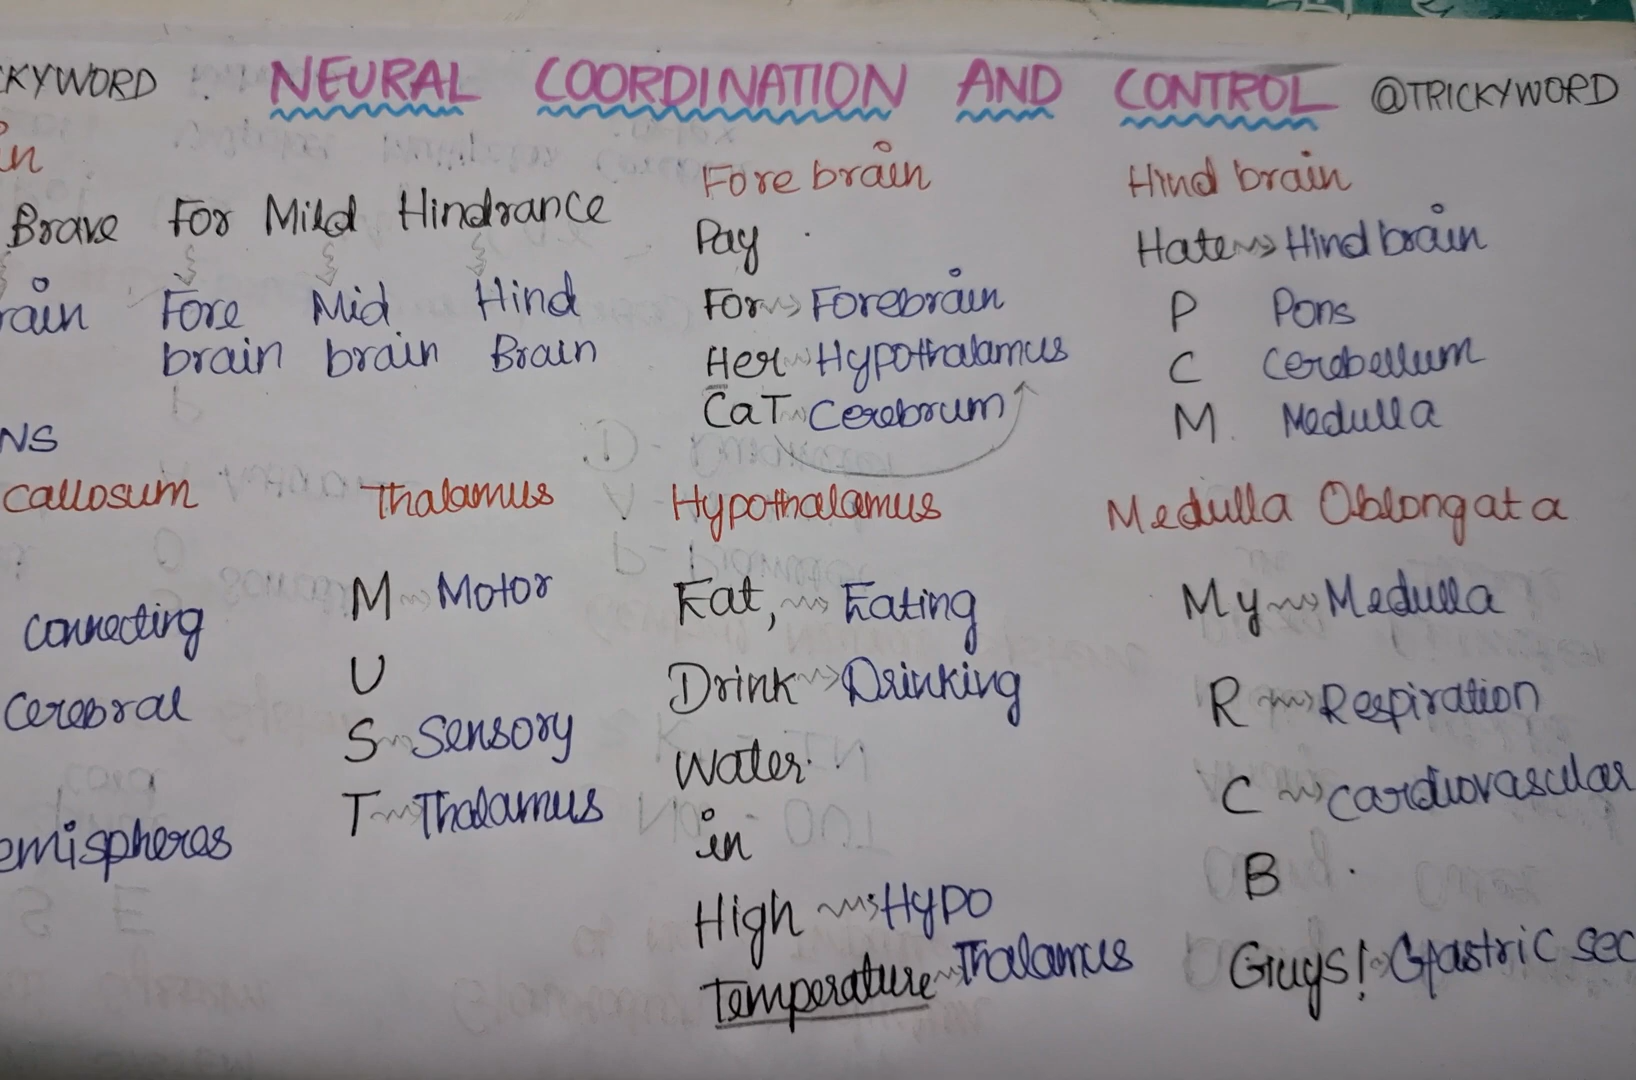 CKYWORD NEURAL COORDINATION AND CONTROL @TRICKYWORD
in
Brave For Mild Hindrance
rain Fore Mid Hind
brain brain Brain
NS
Fore brain
Pay
For Forebrain
Her Hypothalamus
CaT Cerebrum
Hind brain
Hate Hind brain
P Pons
C Cerebellum
M. Medulla
callosum
connecting
cerebral
emispheres
Thalamus
M Motor
U
S Sensory
T Thalamus
Hypothalamus
Eat, Eating
Drink Drinking
Water
in
High Hypo
Temperature Thalamus
Medulla Oblongata
My Medulla
R Respiration
C Cardiovascular
B
Guys! Gastric sec